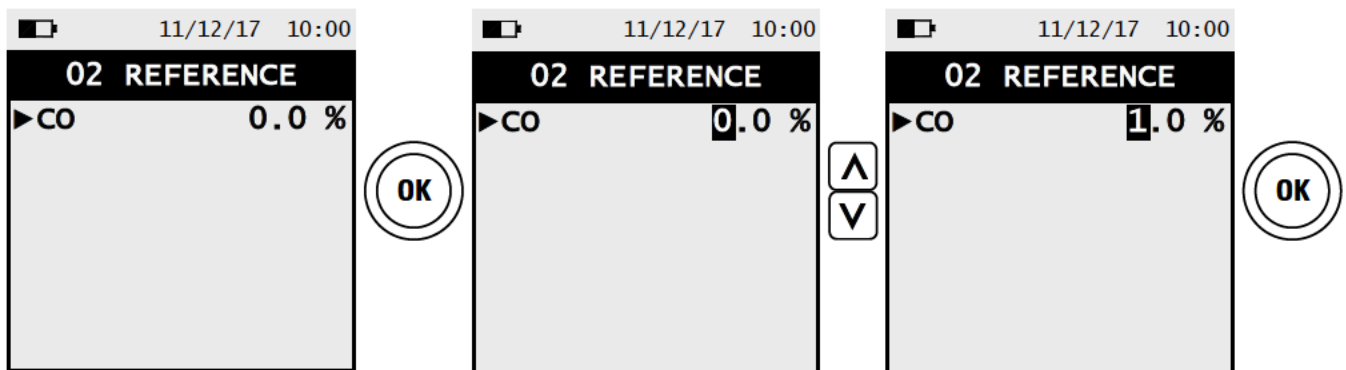 11/12/17 10:00
O2 REFERENCE
►CO 0.0 %
OK
11/12/17 10:00
O2 REFERENCE
►CO 0.0 %
11/12/17 10:00
O2 REFERENCE
►CO 1.0 %
OK